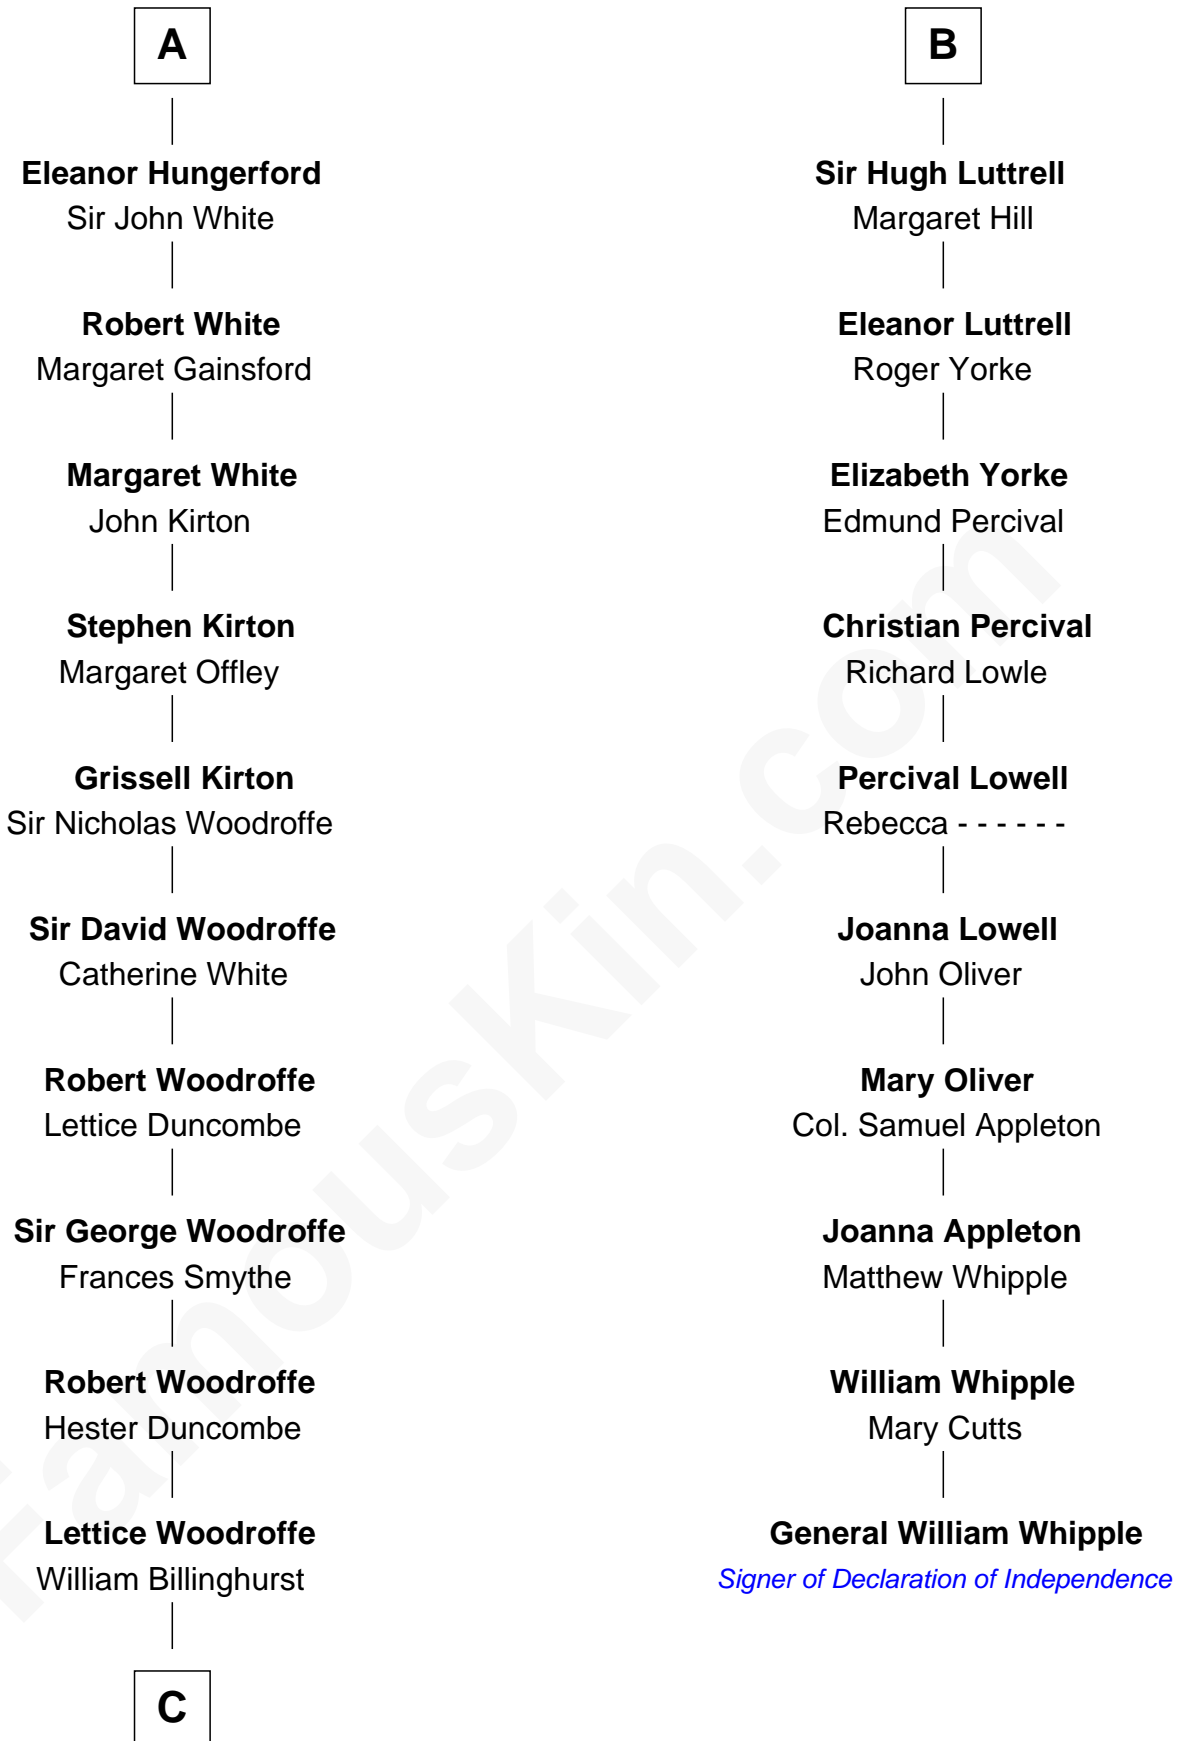 A
Eleanor Hungerford
Sir John White
Robert White
Margaret Gainsford
Margaret White
John Kirton
Stephen Kirton
Margaret Offley
Grissell Kirton
Sir Nicholas Woodroffe
Sir David Woodroffe
Catherine White
Robert Woodroffe
Lettice Duncombe
Sir George Woodroffe
Frances Smythe
Robert Woodroffe
Hester Duncombe
Lettice Woodroffe
William Billinghurst
C
B
Sir Hugh Luttrell
Margaret Hill
Eleanor Luttrell
Roger Yorke
Elizabeth Yorke
Edmund Percival
Christian Percival
Richard Lowle
Percival Lowell
Rebecca - - - - - -
Joanna Lowell
John Oliver
Mary Oliver
Col. Samuel Appleton
Joanna Appleton
Matthew Whipple
William Whipple
Mary Cutts
General William Whipple
Signer of Declaration of Independence
FamousKin.com